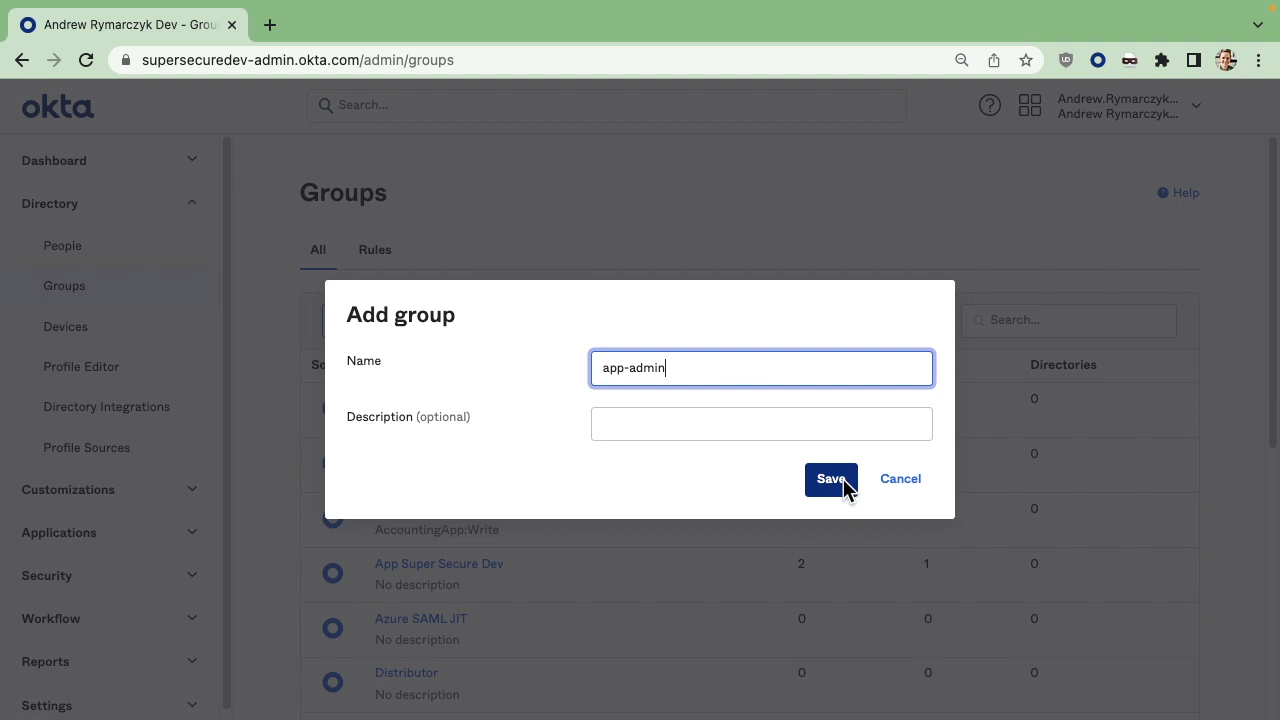 Andrew Rymarczyk Dev - Grou
supersecuredev-admin.okta.com/admin/groups
okta
Search...
Andrew.Rymarczyk...
Andrew Rymarczyk...
Dashboard
Directory
People
Groups
Devices
Profile Editor
Directory Integrations
Profile Sources
Customizations
Applications
Security
Workflow
Reports
Settings
Groups
Help
All
Rules
Search...
So
Directories
0
0
0
AccountingApp:Write
App Super Secure Dev
2
1
0
No description
Azure SAML JIT
0
0
0
No description
Distributor
0
0
0
No description
Add group
Name
app-admin
Description (optional)
Save
Cancel